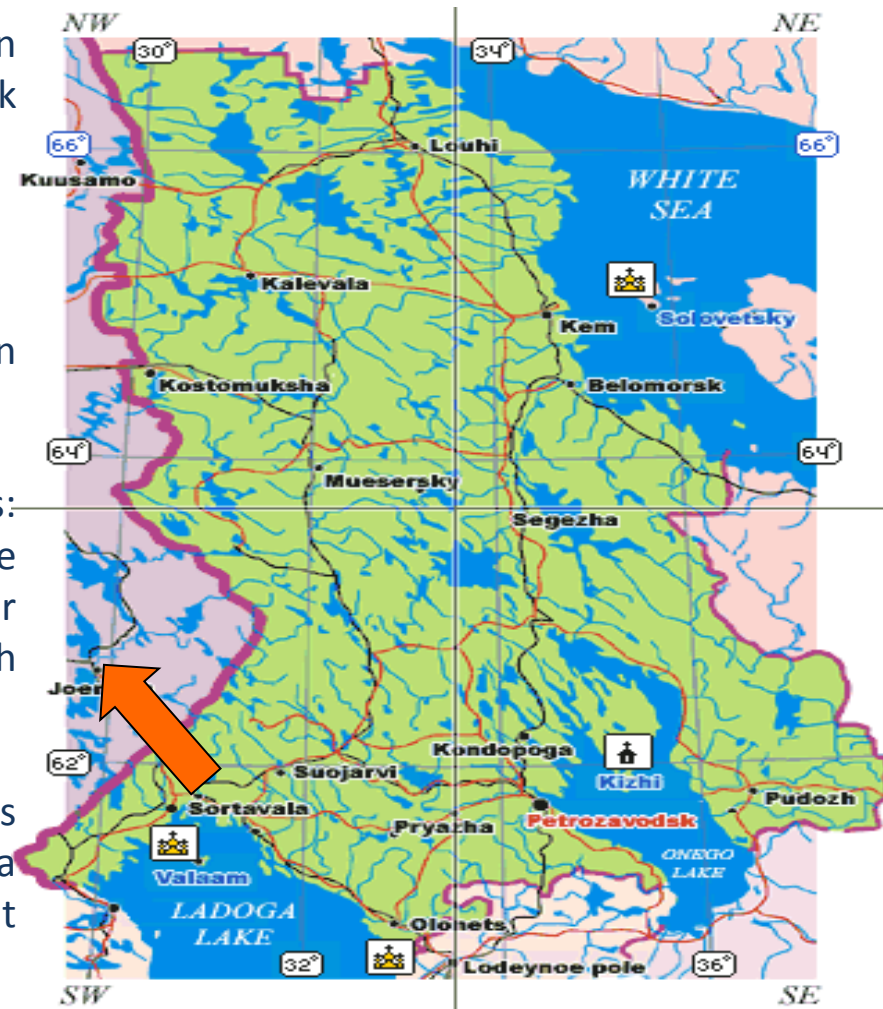 NW
NE
n
k
30°
34°
66°
66°
Louhi
Kuusamo
WHITE
SEA
Kalevala
Solovetsky
Kem
n
Kostomuksha
Belomorsk
64°
64°
Muesersky
s:
Segezha
e
r
h
Joen
62°
Kondopoga
Suojarvi
Kizhi
Pudozh
Sortavala
Pryazha
Petrozavodsk
s
a
t
ONEGO
LAKE
Valaam
LADOGA
LAKE
Olonets
32°
Lodeynoe pole
36°
SW
SE